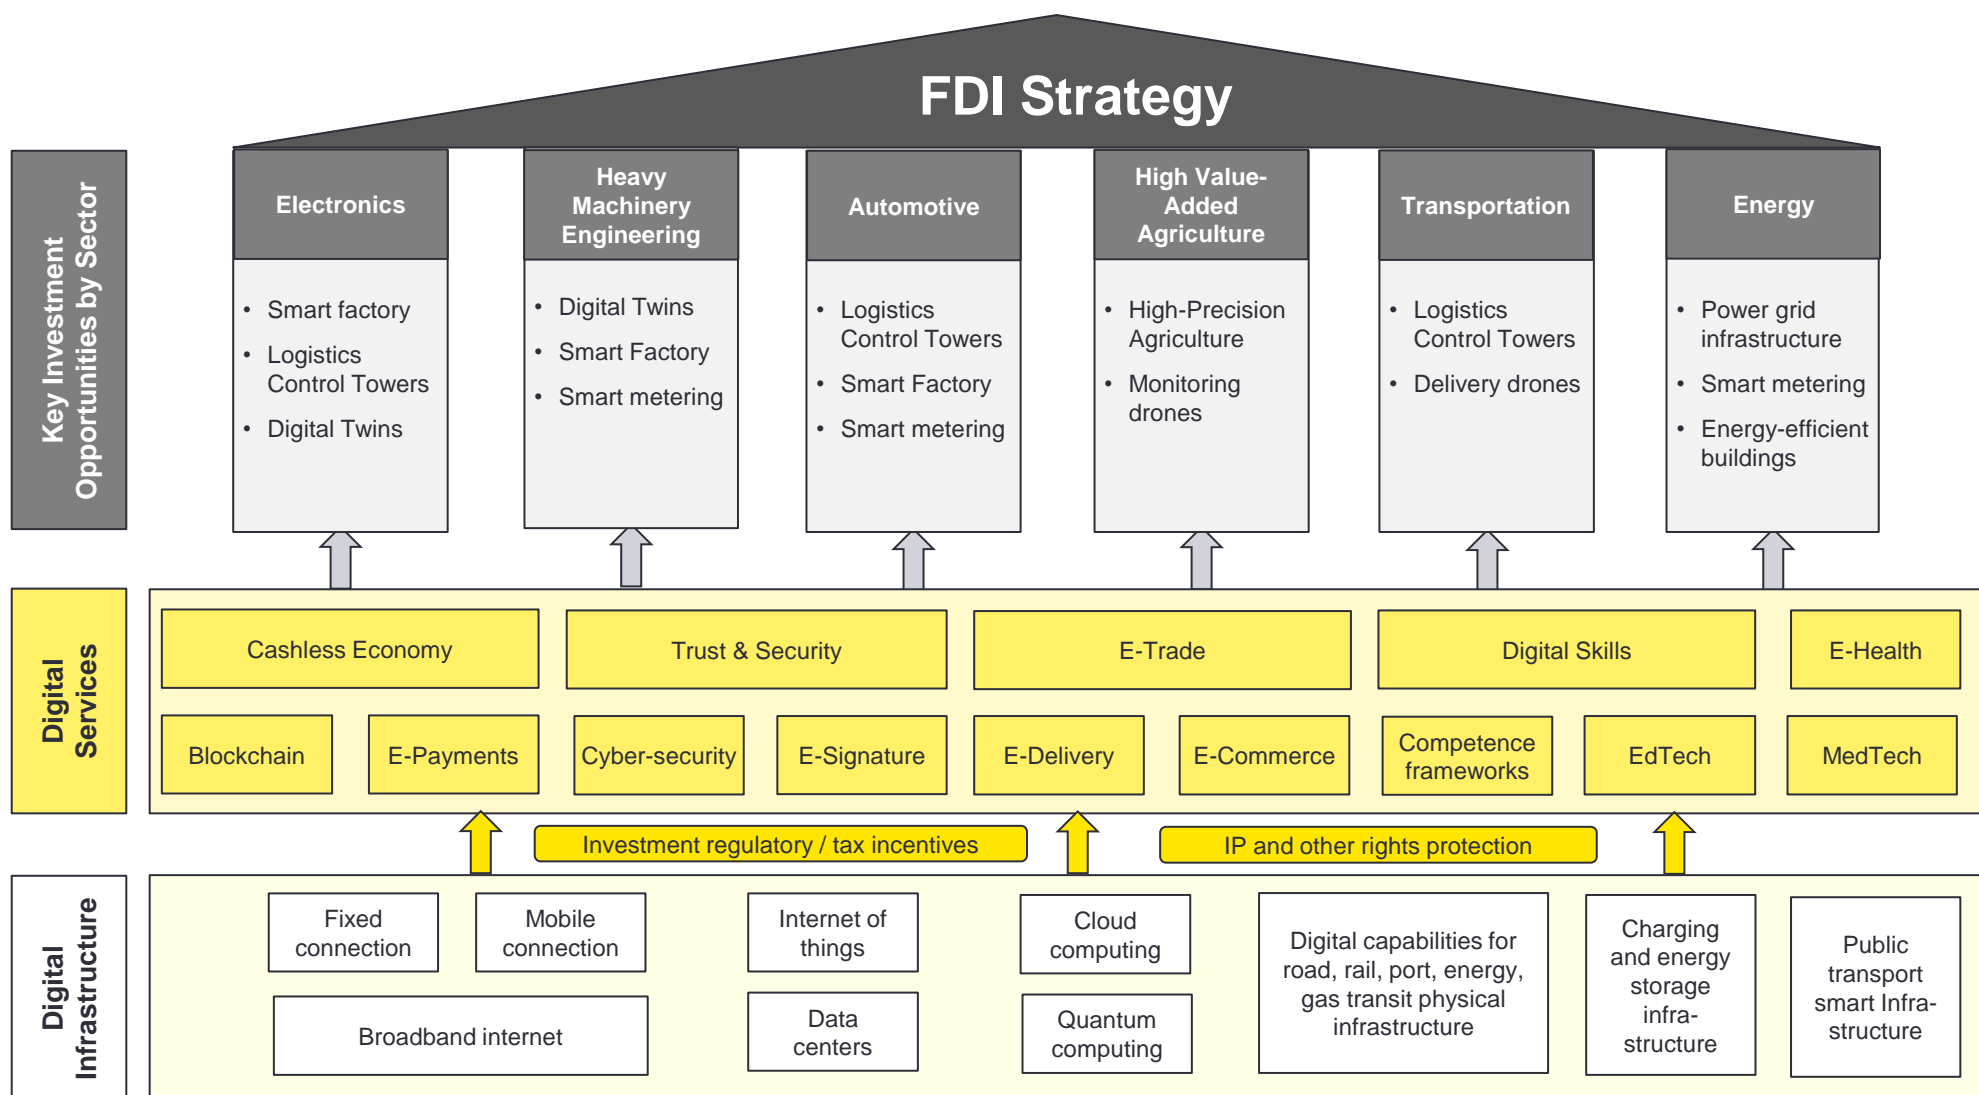 FDI Strategy
Key Investment
Opportunities by Sector
Electronics
• Smart factory
• Logistics
Control Towers
• Digital Twins
Heavy
Machinery
Engineering
• Digital Twins
• Smart Factory
• Smart metering
Automotive
• Logistics
Control Towers
• Smart Factory
• Smart metering
High Value-
Added
Agriculture
• High-Precision
Agriculture
• Monitoring
drones
Transportation
• Logistics
Control Towers
• Delivery drones
Energy
• Power grid
infrastructure
• Smart metering
• Energy-efficient
buildings
Digital
Services
Cashless Economy
Trust & Security
E-Trade
Digital Skills
E-Health
Blockchain
E-Payments
Cyber-security
E-Signature
E-Delivery
E-Commerce
Competence
frameworks
EdTech
MedTech
Investment regulatory / tax incentives
IP and other rights protection
Digital
Infrastructure
Fixed
connection
Mobile
connection
Broadband internet
Internet of
things
Data
centers
Cloud
computing
Quantum
computing
Digital capabilities for
road, rail, port, energy,
gas transit physical
infrastructure
Charging
and energy
storage
infra-
structure
Public
transport
smart Infra-
structure